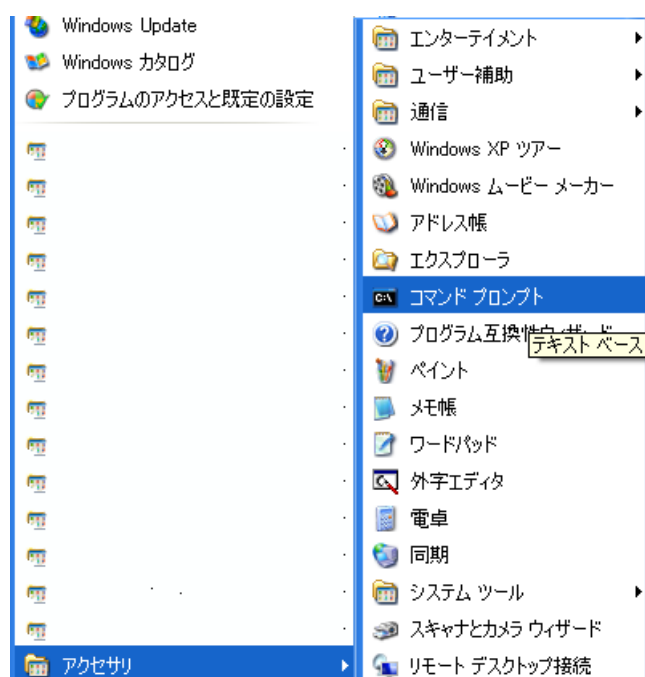 Windows Update
Windows カタログ
プログラムのアクセスと既定の設定
アクセサリ
エンターテイメント
ユーザー補助
通信
Windows XP ツアー
Windows ムービー メーカー
アドレス帳
エクスプローラ
コマンド プロンプト
プログラム互換性ウィザード
テキスト ベース
ペイント
メモ帳
ワードパッド
外字エディタ
電卓
同期
システム ツール
スキャナとカメラ ウィザード
リモート デスクトップ接続